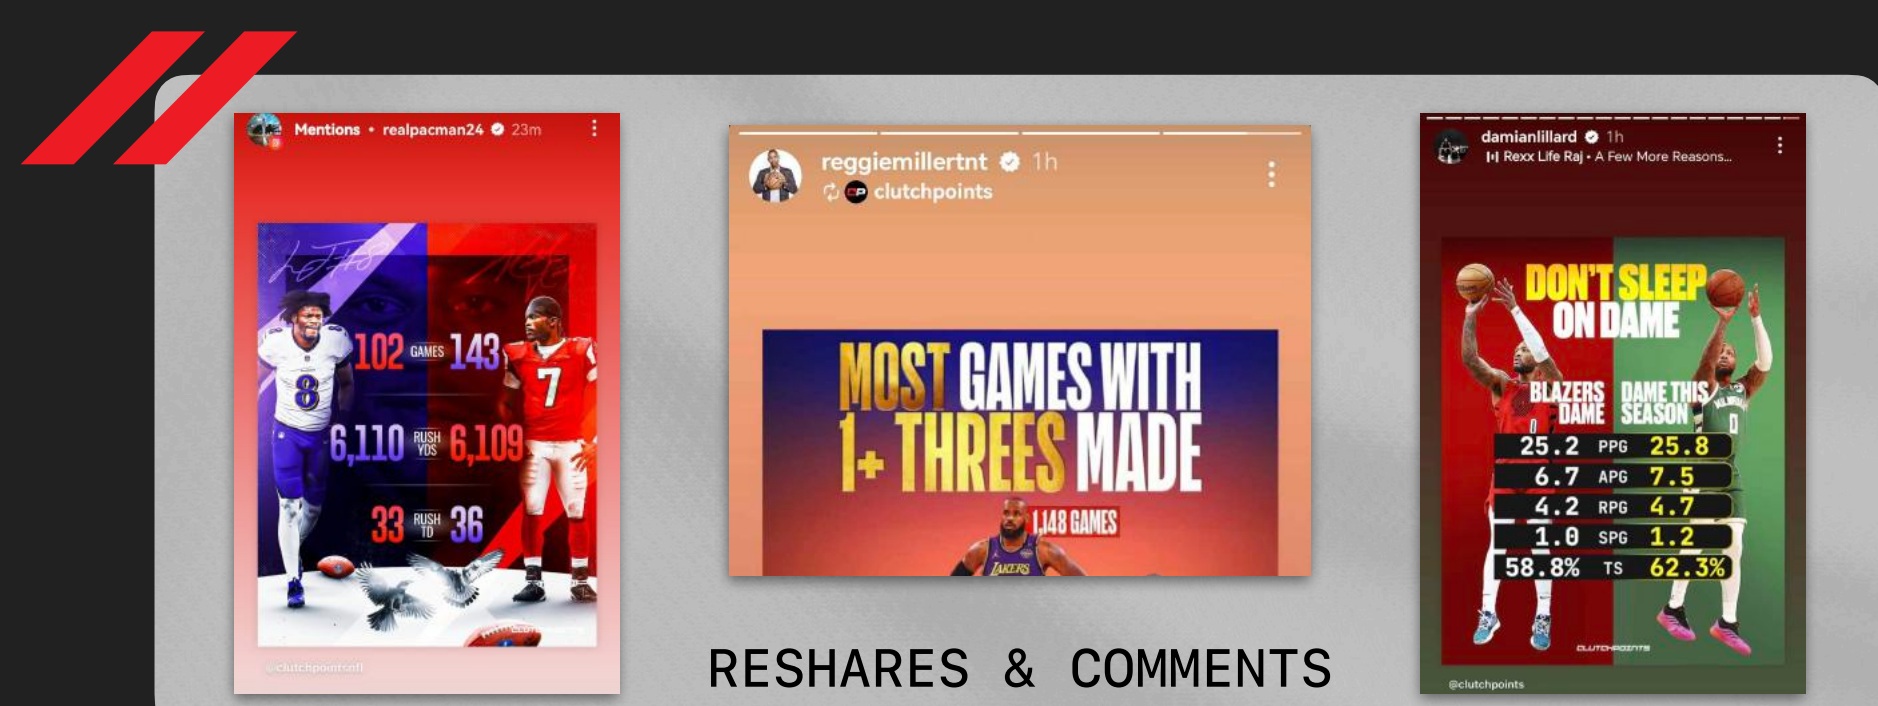 Mentions • realpacman24 23m
102 GAMES 143
8
7
6,110 RUSH YDS 6,109
33 RUSH TD 36
@clutchpointsnfl
reggiemillertnt 1h
clutchpoints
MOST GAMES WITH
1+ THREES MADE
1,148 GAMES
LAKERS
RESHARES & COMMENTS
damianlillard 1h
Rexx Life Raj • A Few More Reasons...
DON'T SLEEP
ON DAME
BLAZERS DAME
DAME THIS SEASON
0
25.2 PPG 25.8
6.7 APG 7.5
4.2 RPG 4.7
1.0 SPG 1.2
58.8% TS 62.3%
CLUTCHPOINTS
@clutchpoints